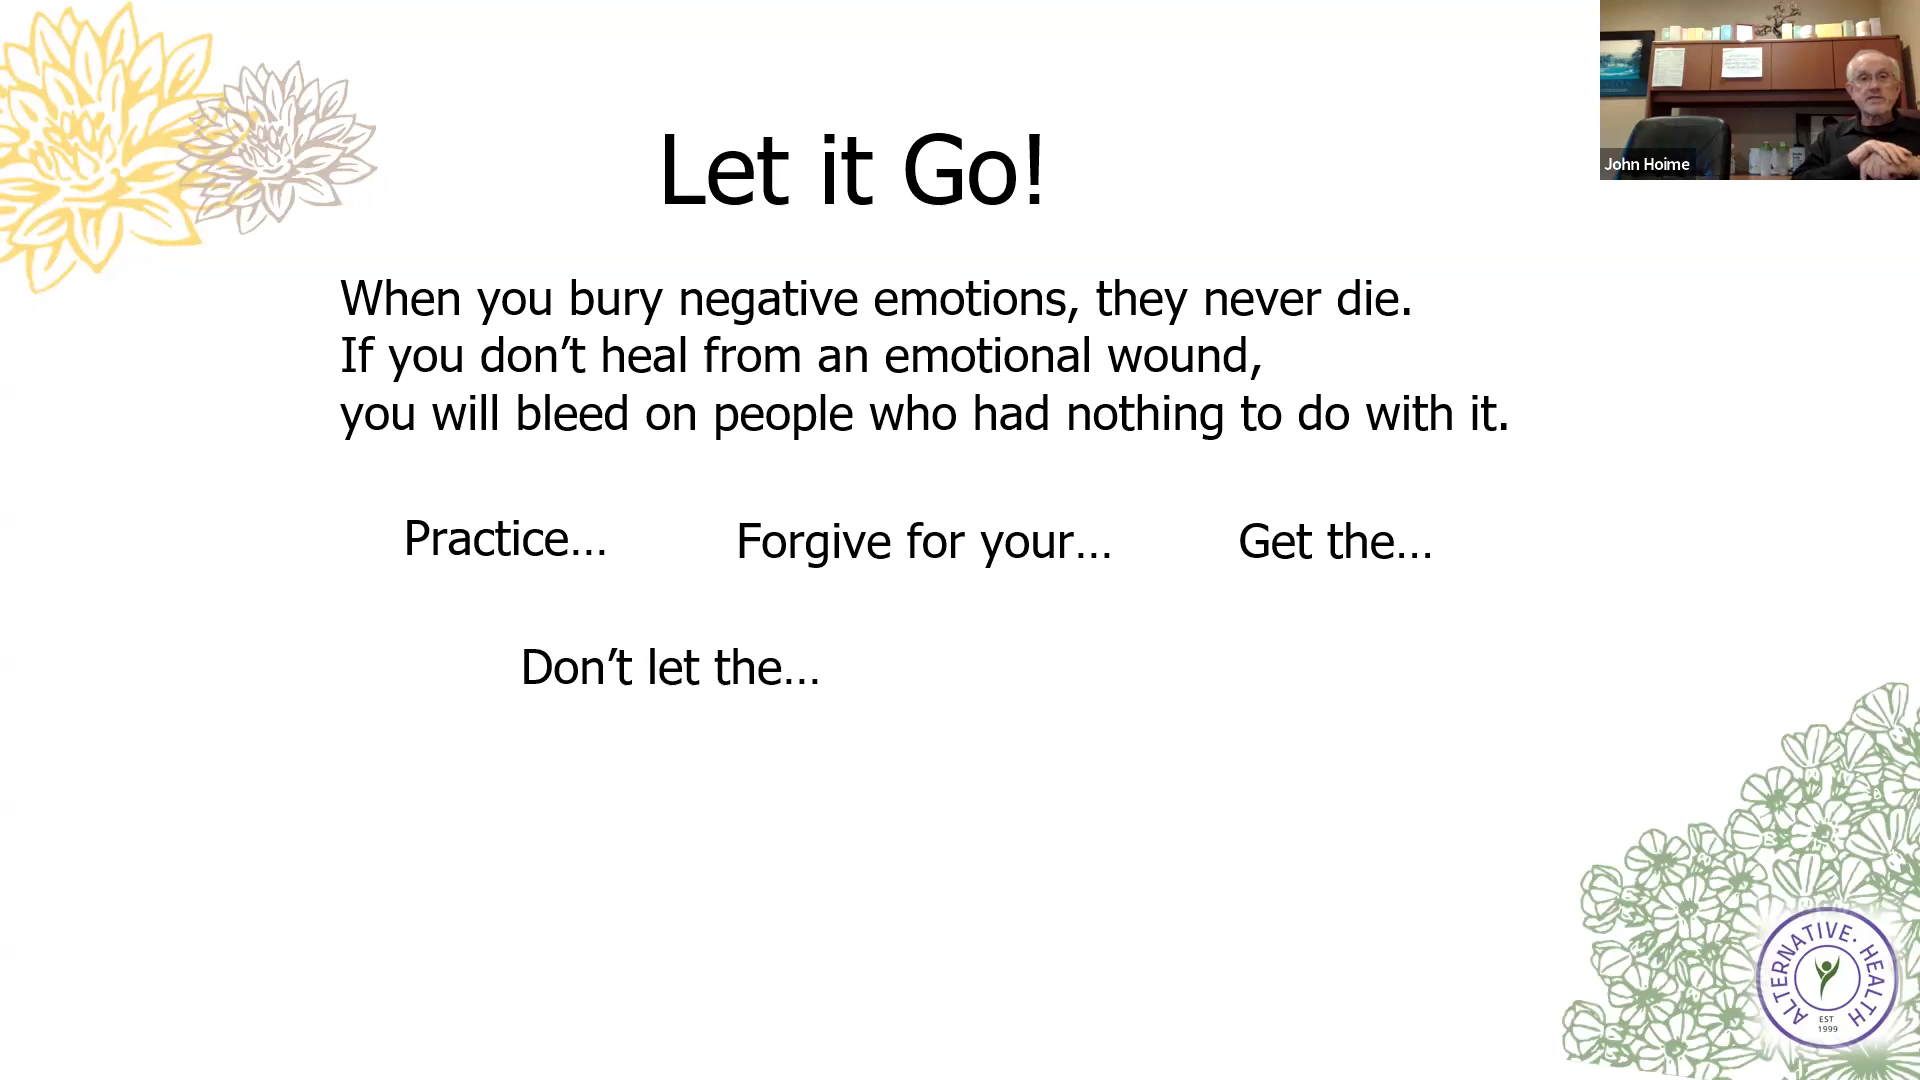 Let it Go!
John Hoime
When you bury negative emotions, they never die.
If you don’t heal from an emotional wound,
you will bleed on people who had nothing to do with it.
Practice…
Forgive for your…
Get the…
Don’t let the…
ALTERNATIVE· HEALTH
EST
1999